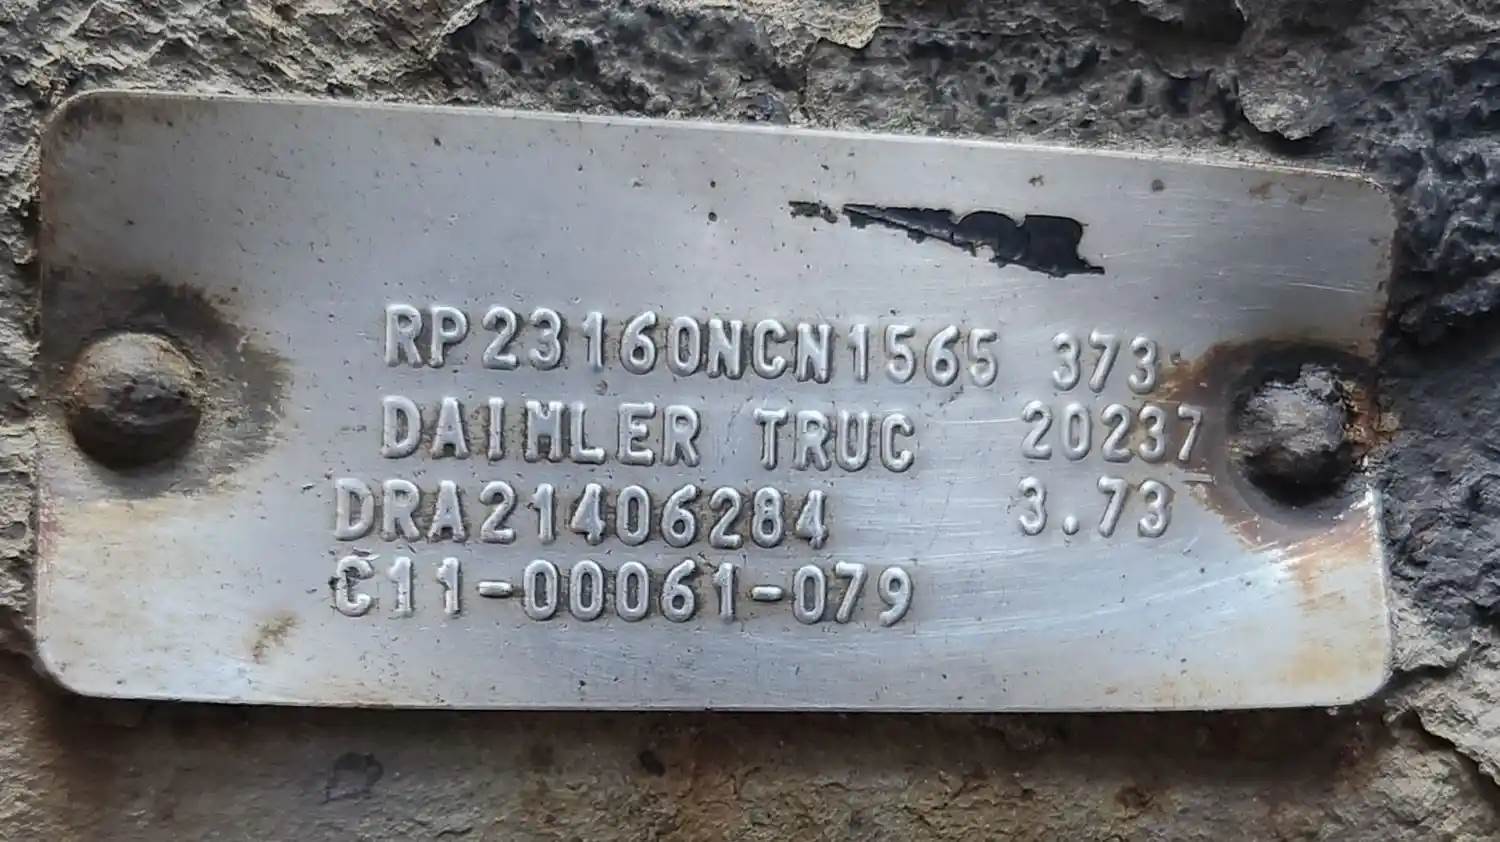 RP23160NCN1565 373
DAIMLER TRUC 20237
DRA21406284 3.73
C11-00061-079